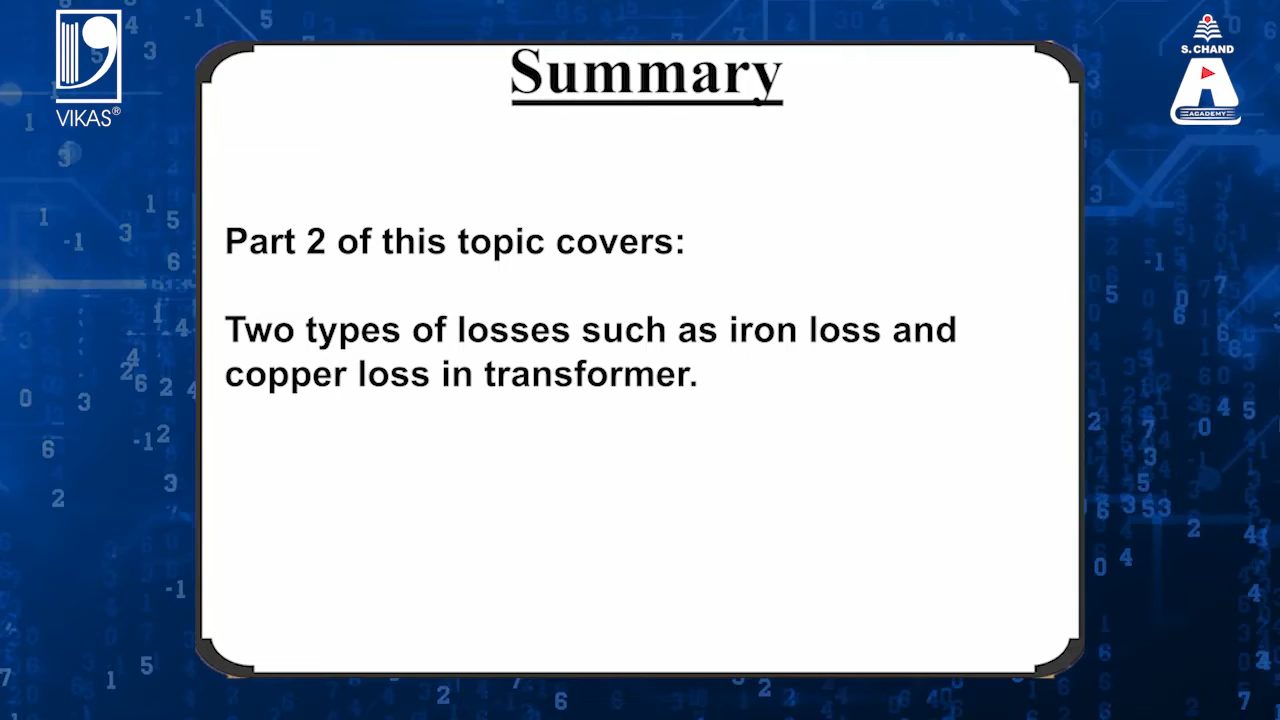 Summary
VIKAS®
S. CHAND
ACADEMY
Part 2 of this topic covers:
Two types of losses such as iron loss and
copper loss in transformer.